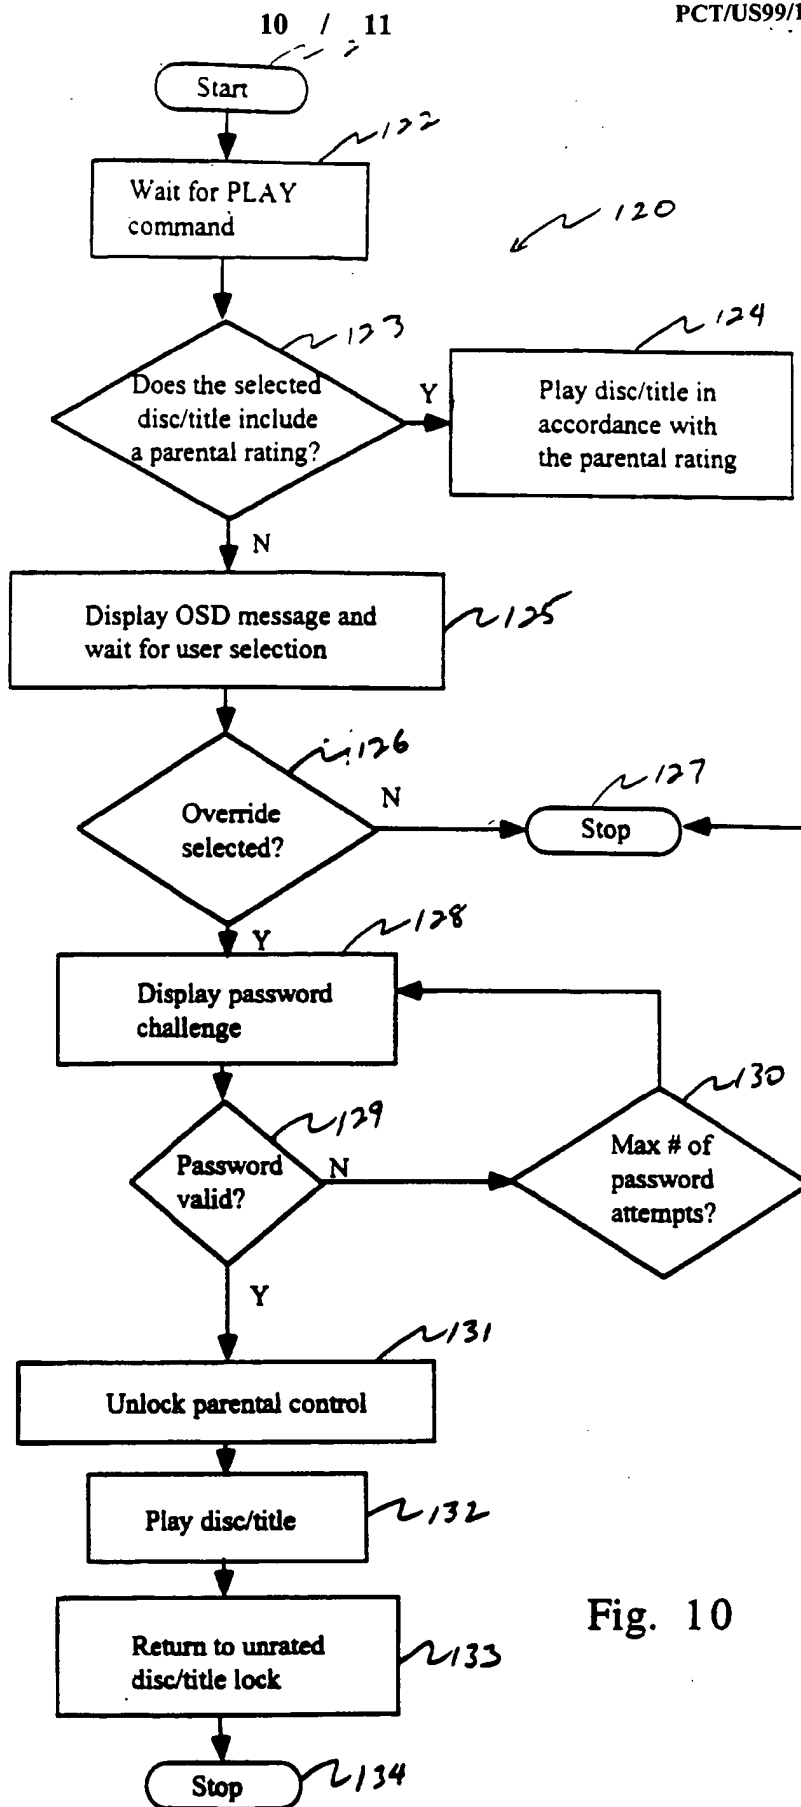 10 / 11
PCT/US99/1
Start
122
Wait for PLAY
command
120
123
Does the selected
disc/title include
a parental rating?
Y
124
Play disc/title in
accordance with
the parental rating
N
Display OSD message and
wait for user selection
125
126
Override
selected?
N
127
Stop
Y
128
Display password
challenge
129
Password
valid?
N
130
Max # of
password
attempts?
Y
131
Unlock parental control
Play disc/title
132
Return to unrated
disc/title lock
133
Stop
134
Fig. 10